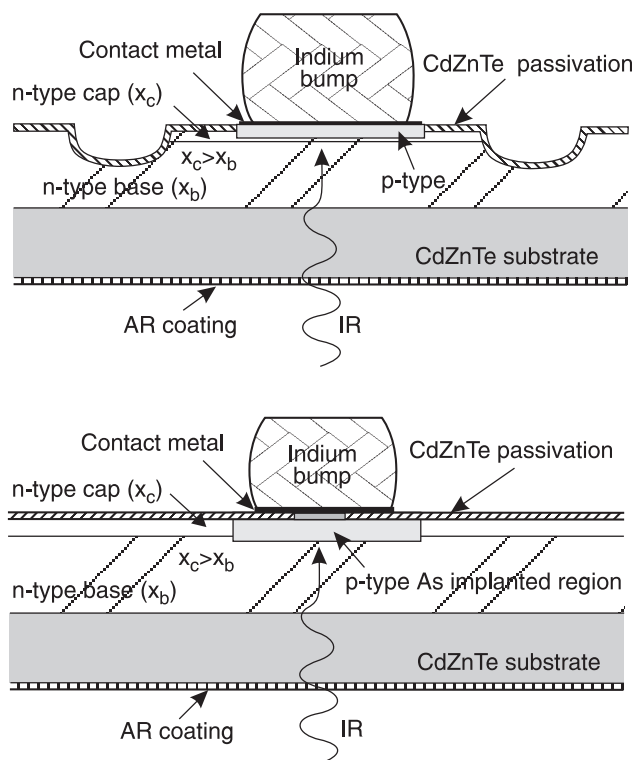 Contact metal
Indium
bump
CdZnTe passivation
n-type cap (x_c)
x_c>x_b
p-type
n-type base (x_b)
CdZnTe substrate
AR coating
IR
Contact metal
Indium
bump
CdZnTe passivation
n-type cap (x_c)
x_c>x_b
p-type As implanted region
n-type base (x_b)
CdZnTe substrate
AR coating
IR